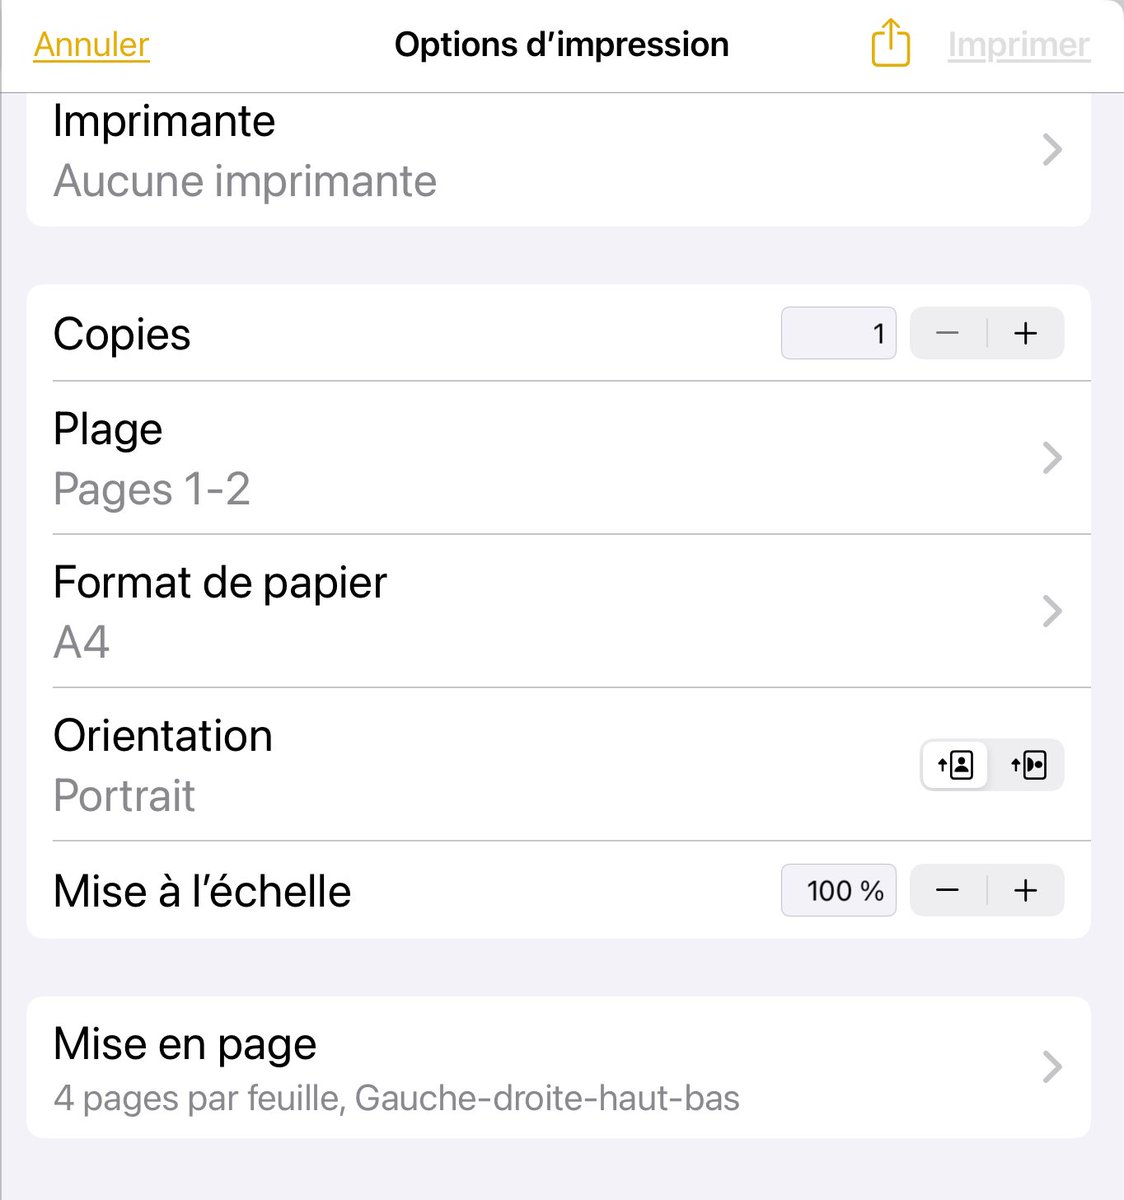 Annuler
Options d’impression
Imprimer
Imprimante
Aucune imprimante
Copies
1
Plage
Pages 1-2
Format de papier
A4
Orientation
Portrait
Mise à l’échelle
100 %
Mise en page
4 pages par feuille, Gauche-droite-haut-bas